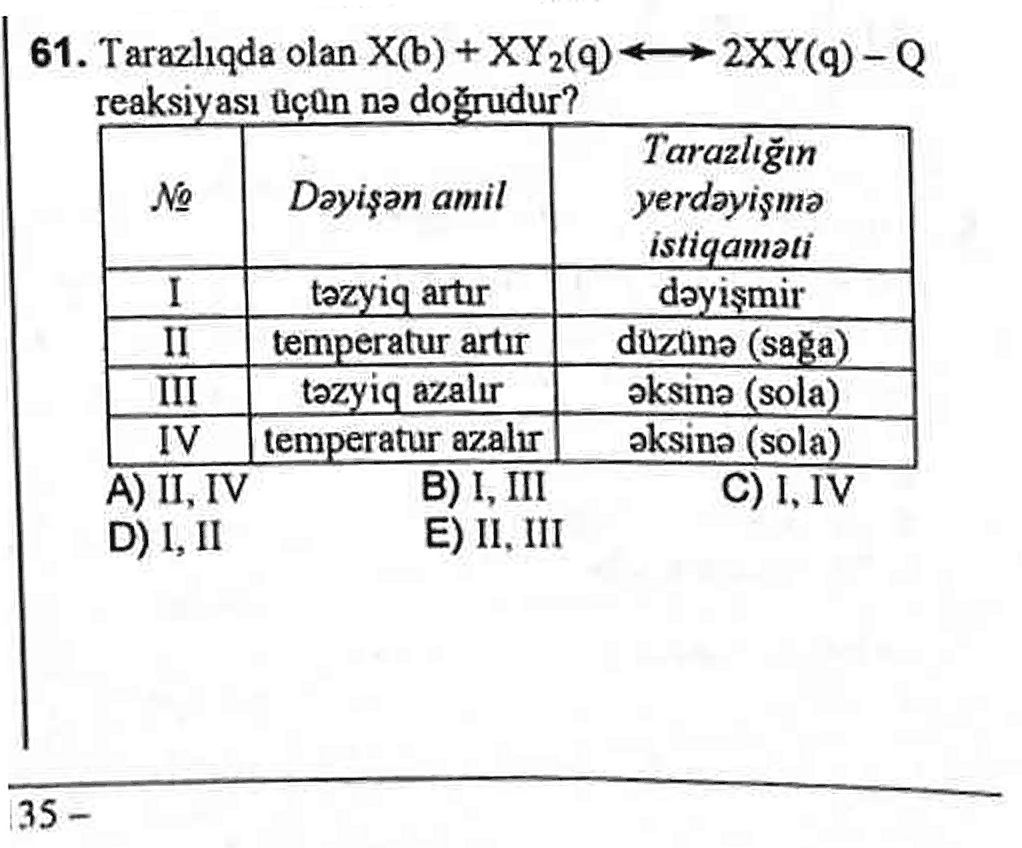 61. Tarazlıqda olan X(b) + XY₂(q) ⟷ 2XY(q) – Q
reaksiyası üçün nə doğrudur?
№ Dəyişən amil Tarazlığın yerdəyişmə istiqaməti
I təzyiq artır dəyişmir
II temperatur artır düzünə (sağa)
III təzyiq azalır əksinə (sola)
IV temperatur azalır əksinə (sola)
A) II, IV B) I, III C) I, IV
D) I, II E) II, III
35 –